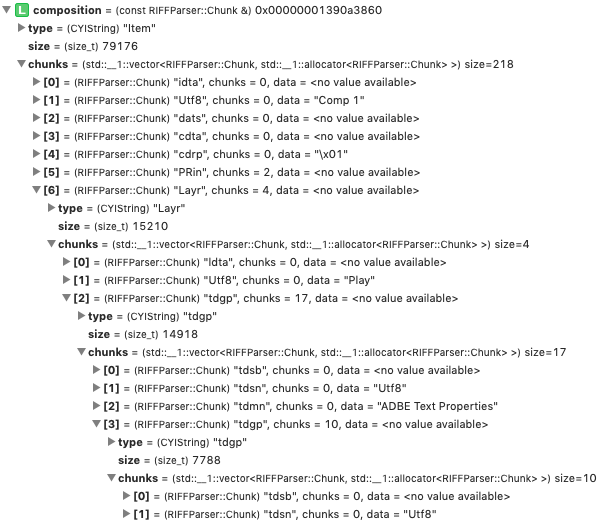 L composition = (const RIFFParser::Chunk &) 0x00000001390a3860
type = (CYIString) "Item"
size = (size_t) 79176
chunks = (std::__1::vector<RIFFParser::Chunk, std::__1::allocator<RIFFParser::Chunk> >) size=218
[0] = (RIFFParser::Chunk) "idta", chunks = 0, data = <no value available>
[1] = (RIFFParser::Chunk) "Utf8", chunks = 0, data = "Comp 1"
[2] = (RIFFParser::Chunk) "dats", chunks = 0, data = <no value available>
[3] = (RIFFParser::Chunk) "cdta", chunks = 0, data = <no value available>
[4] = (RIFFParser::Chunk) "cdrp", chunks = 0, data = "\x01"
[5] = (RIFFParser::Chunk) "PRin", chunks = 2, data = <no value available>
[6] = (RIFFParser::Chunk) "Layr", chunks = 4, data = <no value available>
type = (CYIString) "Layr"
size = (size_t) 15210
chunks = (std::__1::vector<RIFFParser::Chunk, std::__1::allocator<RIFFParser::Chunk> >) size=4
[0] = (RIFFParser::Chunk) "ldta", chunks = 0, data = <no value available>
[1] = (RIFFParser::Chunk) "Utf8", chunks = 0, data = "Play"
[2] = (RIFFParser::Chunk) "tdgp", chunks = 17, data = <no value available>
type = (CYIString) "tdgp"
size = (size_t) 14918
chunks = (std::__1::vector<RIFFParser::Chunk, std::__1::allocator<RIFFParser::Chunk> >) size=17
[0] = (RIFFParser::Chunk) "tdsb", chunks = 0, data = <no value available>
[1] = (RIFFParser::Chunk) "tdsn", chunks = 0, data = "Utf8"
[2] = (RIFFParser::Chunk) "tdmn", chunks = 0, data = "ADBE Text Properties"
[3] = (RIFFParser::Chunk) "tdgp", chunks = 10, data = <no value available>
type = (CYIString) "tdgp"
size = (size_t) 7788
chunks = (std::__1::vector<RIFFParser::Chunk, std::__1::allocator<RIFFParser::Chunk> >) size=10
[0] = (RIFFParser::Chunk) "tdsb", chunks = 0, data = <no value available>
[1] = (RIFFParser::Chunk) "tdsn", chunks = 0, data = "Utf8"